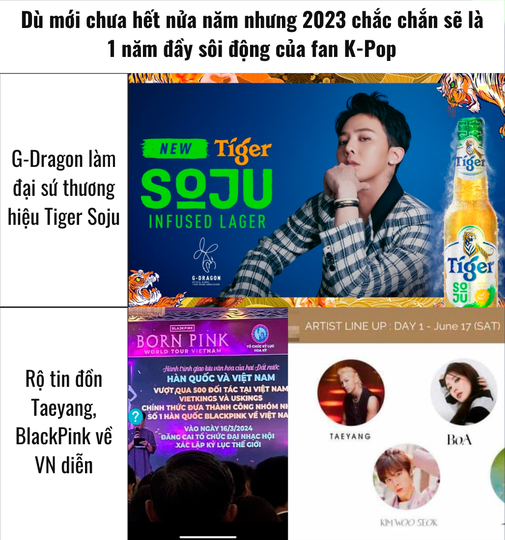 Dù mới chưa hết nửa năm nhưng 2023 chắc chắn sẽ là
1 năm đầy sôi động của fan K-Pop
G-Dragon làm
đại sứ thương
hiệu Tiger Soju
NEW Tiger
SOJU
INFUSED LAGER
G-DRAGON
Tiger
Tiger
SOJU
Rộ tin đồn
Taeyang,
BlackPink về
VN diễn
BLACKPINK
BORN PINK
WORLD TOUR VIETNAM
TỔ CHỨC KỶ LỤC
HOA KỲ
Hành trình giao lưu văn hóa của hai Đất nước
HÀN QUỐC VÀ VIỆT NAM
VƯỢT QUA 500 ĐỐI TÁC TẠI VIỆT NAM
VIETKINGS VÀ USKINGS
CHÍNH THỨC ĐƯA THÀNH CÔNG NHÓM NH
SỐ 1 HÀN QUỐC BLACKPINK VỀ VIỆT NA
VÀO NGÀY 16/3/2024
ĐĂNG CAI TỔ CHỨC ĐẠI NHẠC HỘI
XÁC LẬP KỶ LỤC THẾ GIỚI
?
ARTIST LINE UP : DAY 1 - June 17 (SAT)
TAEYANG
BoA
KIM WOO SEOK